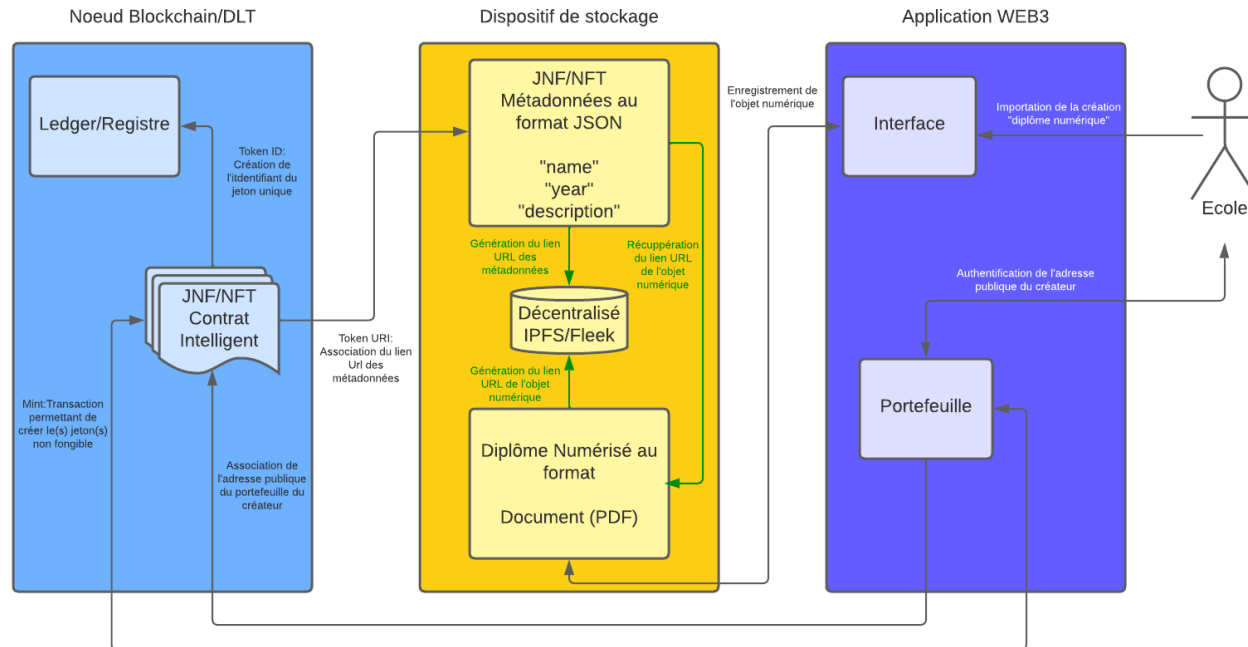 Noeud Blockchain/DLT
Dispositif de stockage
Application WEB3
Ledger/Registre
Token ID:
Création de
l'itdentifiant du
jeton unique
JNF/NFT
Contrat
Intelligent
Mint:Transaction
permettant de
créer le(s) jeton(s)
non fongible
Association de
l'adresse publique
du portefeuille du
créateur
Token URI:
Association du lien
Url des
métadonnées
JNF/NFT
Métadonnées au
format JSON
"name"
"year"
"description"
Génération du lien
URL des
métadonnées
Récuppération
du lien URL
de l'objet
numérique
Décentralisé
IPFS/Fleek
Génération du lien
URL de l'objet
numérique
Diplôme Numérisé au
format
Document (PDF)
Enregistrement de
l'objet numérique
Interface
Importation de la création
"diplôme numérique"
Ecole
Authentification de l'adresse
publique du créateur
Portefeuille